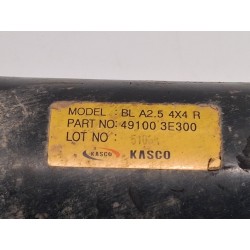 MODEL : BL A2.5 4X4 R
PART NO: 49100 3E300
LOT NO :
KASCO KASCO